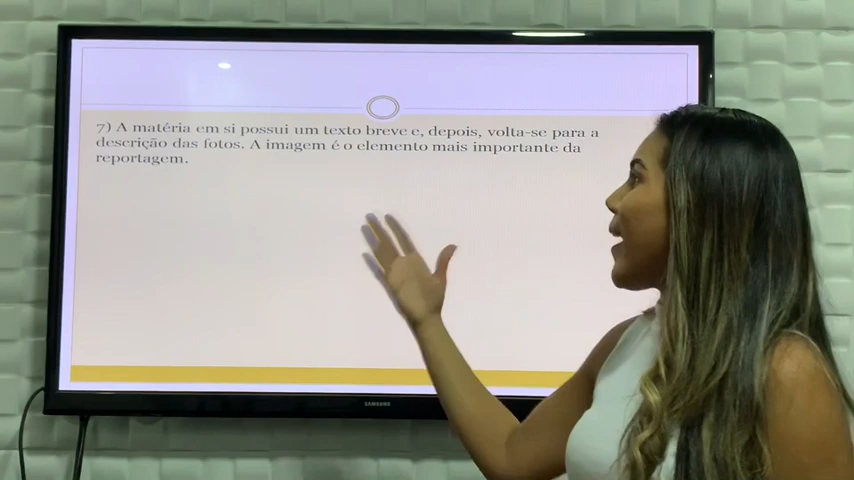 7) A matéria em si possui um texto breve e, depois, volta-se para a
descrição das fotos. A imagem é o elemento mais importante da
reportagem.
SAMSUNG